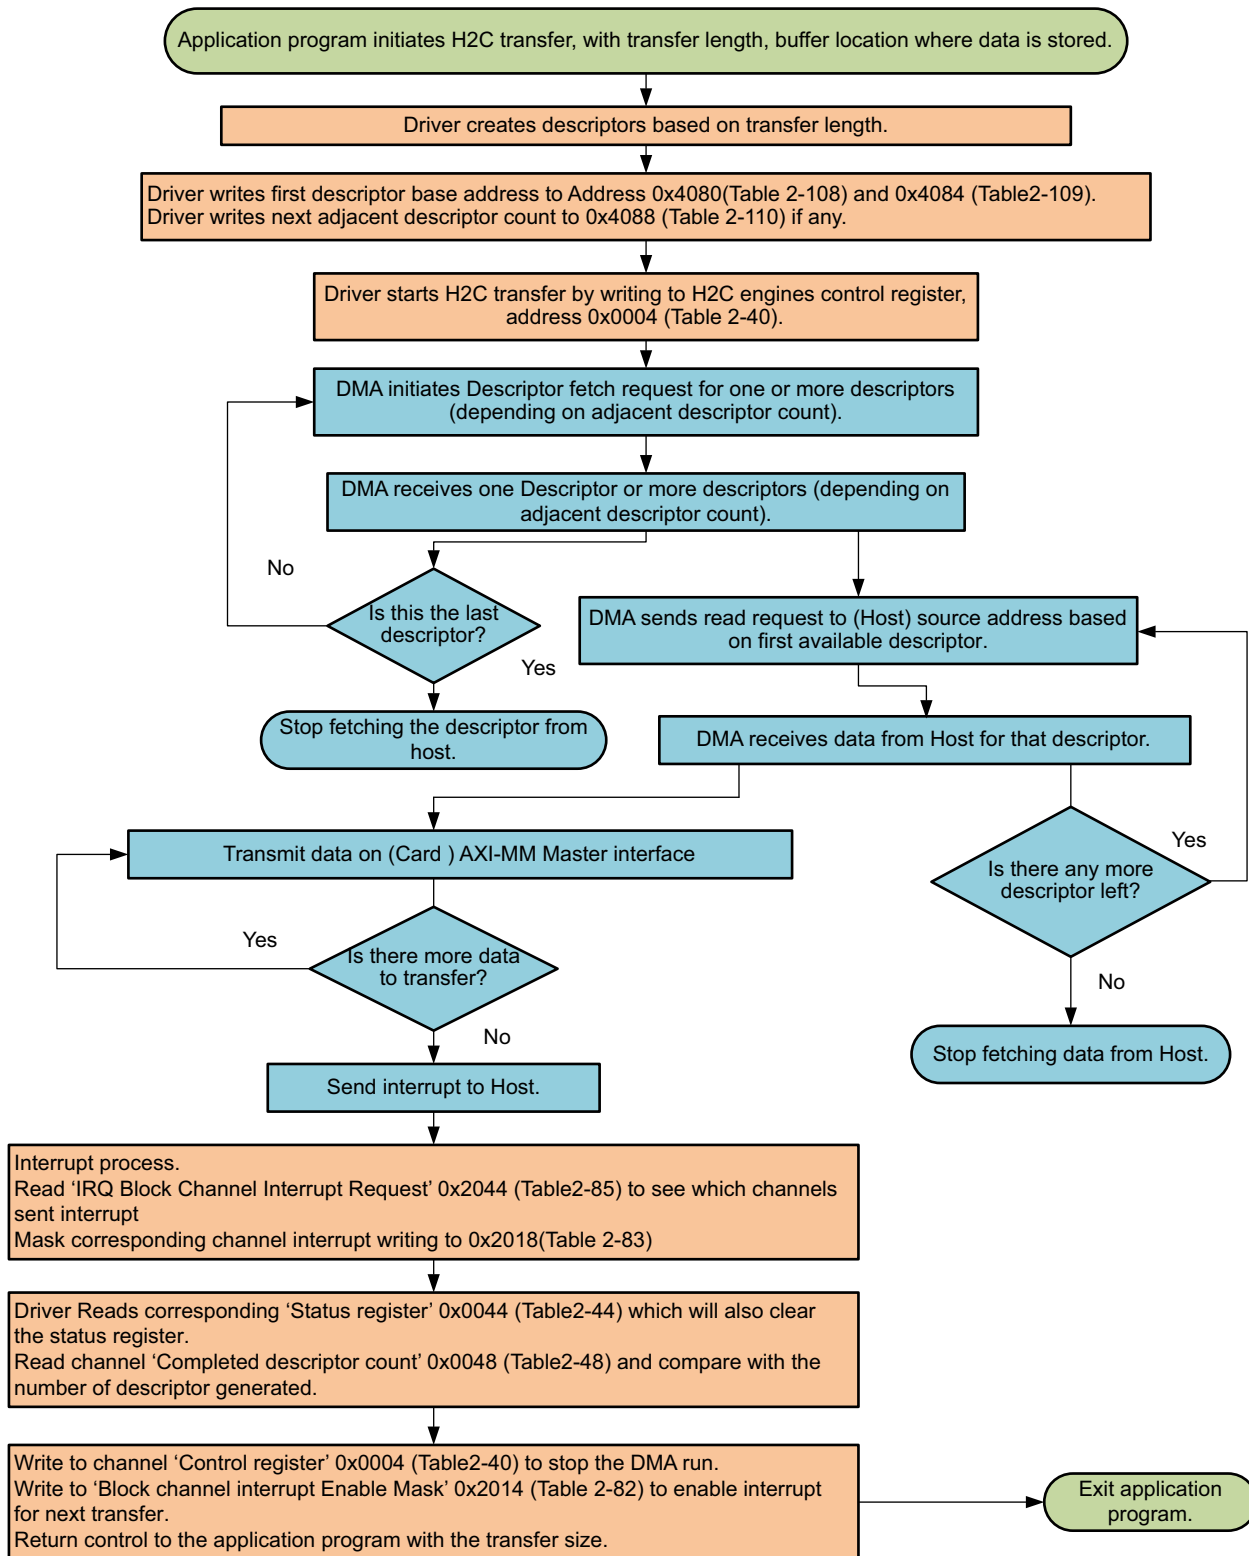 Application program initiates H2C transfer, with transfer length, buffer location where data is stored.
Driver creates descriptors based on transfer length.
Driver writes first descriptor base address to Address 0x4080(Table 2-108) and 0x4084 (Table2-109).
Driver writes next adjacent descriptor count to 0x4088 (Table 2-110) if any.
Driver starts H2C transfer by writing to H2C engines control register,
address 0x0004 (Table 2-40).
DMA initiates Descriptor fetch request for one or more descriptors
(depending on adjacent descriptor count).
DMA receives one Descriptor or more descriptors (depending on
adjacent descriptor count).
No
Is this the last
descriptor?
Yes
Stop fetching the descriptor from
host.
DMA sends read request to (Host) source address based
on first available descriptor.
DMA receives data from Host for that descriptor.
Yes
Is there any more
descriptor left?
No
Stop fetching data from Host.
Transmit data on (Card ) AXI-MM Master interface
Yes
Is there more data
to transfer?
No
Send interrupt to Host.
Interrupt process.
Read ‘IRQ Block Channel Interrupt Request’ 0x2044 (Table2-85) to see which channels
sent interrupt
Mask corresponding channel interrupt writing to 0x2018(Table 2-83)
Driver Reads corresponding ‘Status register’ 0x0044 (Table2-44) which will also clear
the status register.
Read channel ‘Completed descriptor count’ 0x0048 (Table2-48) and compare with the
number of descriptor generated.
Write to channel ‘Control register’ 0x0004 (Table2-40) to stop the DMA run.
Write to ‘Block channel interrupt Enable Mask’ 0x2014 (Table 2-82) to enable interrupt
for next transfer.
Return control to the application program with the transfer size.
Exit application
program.